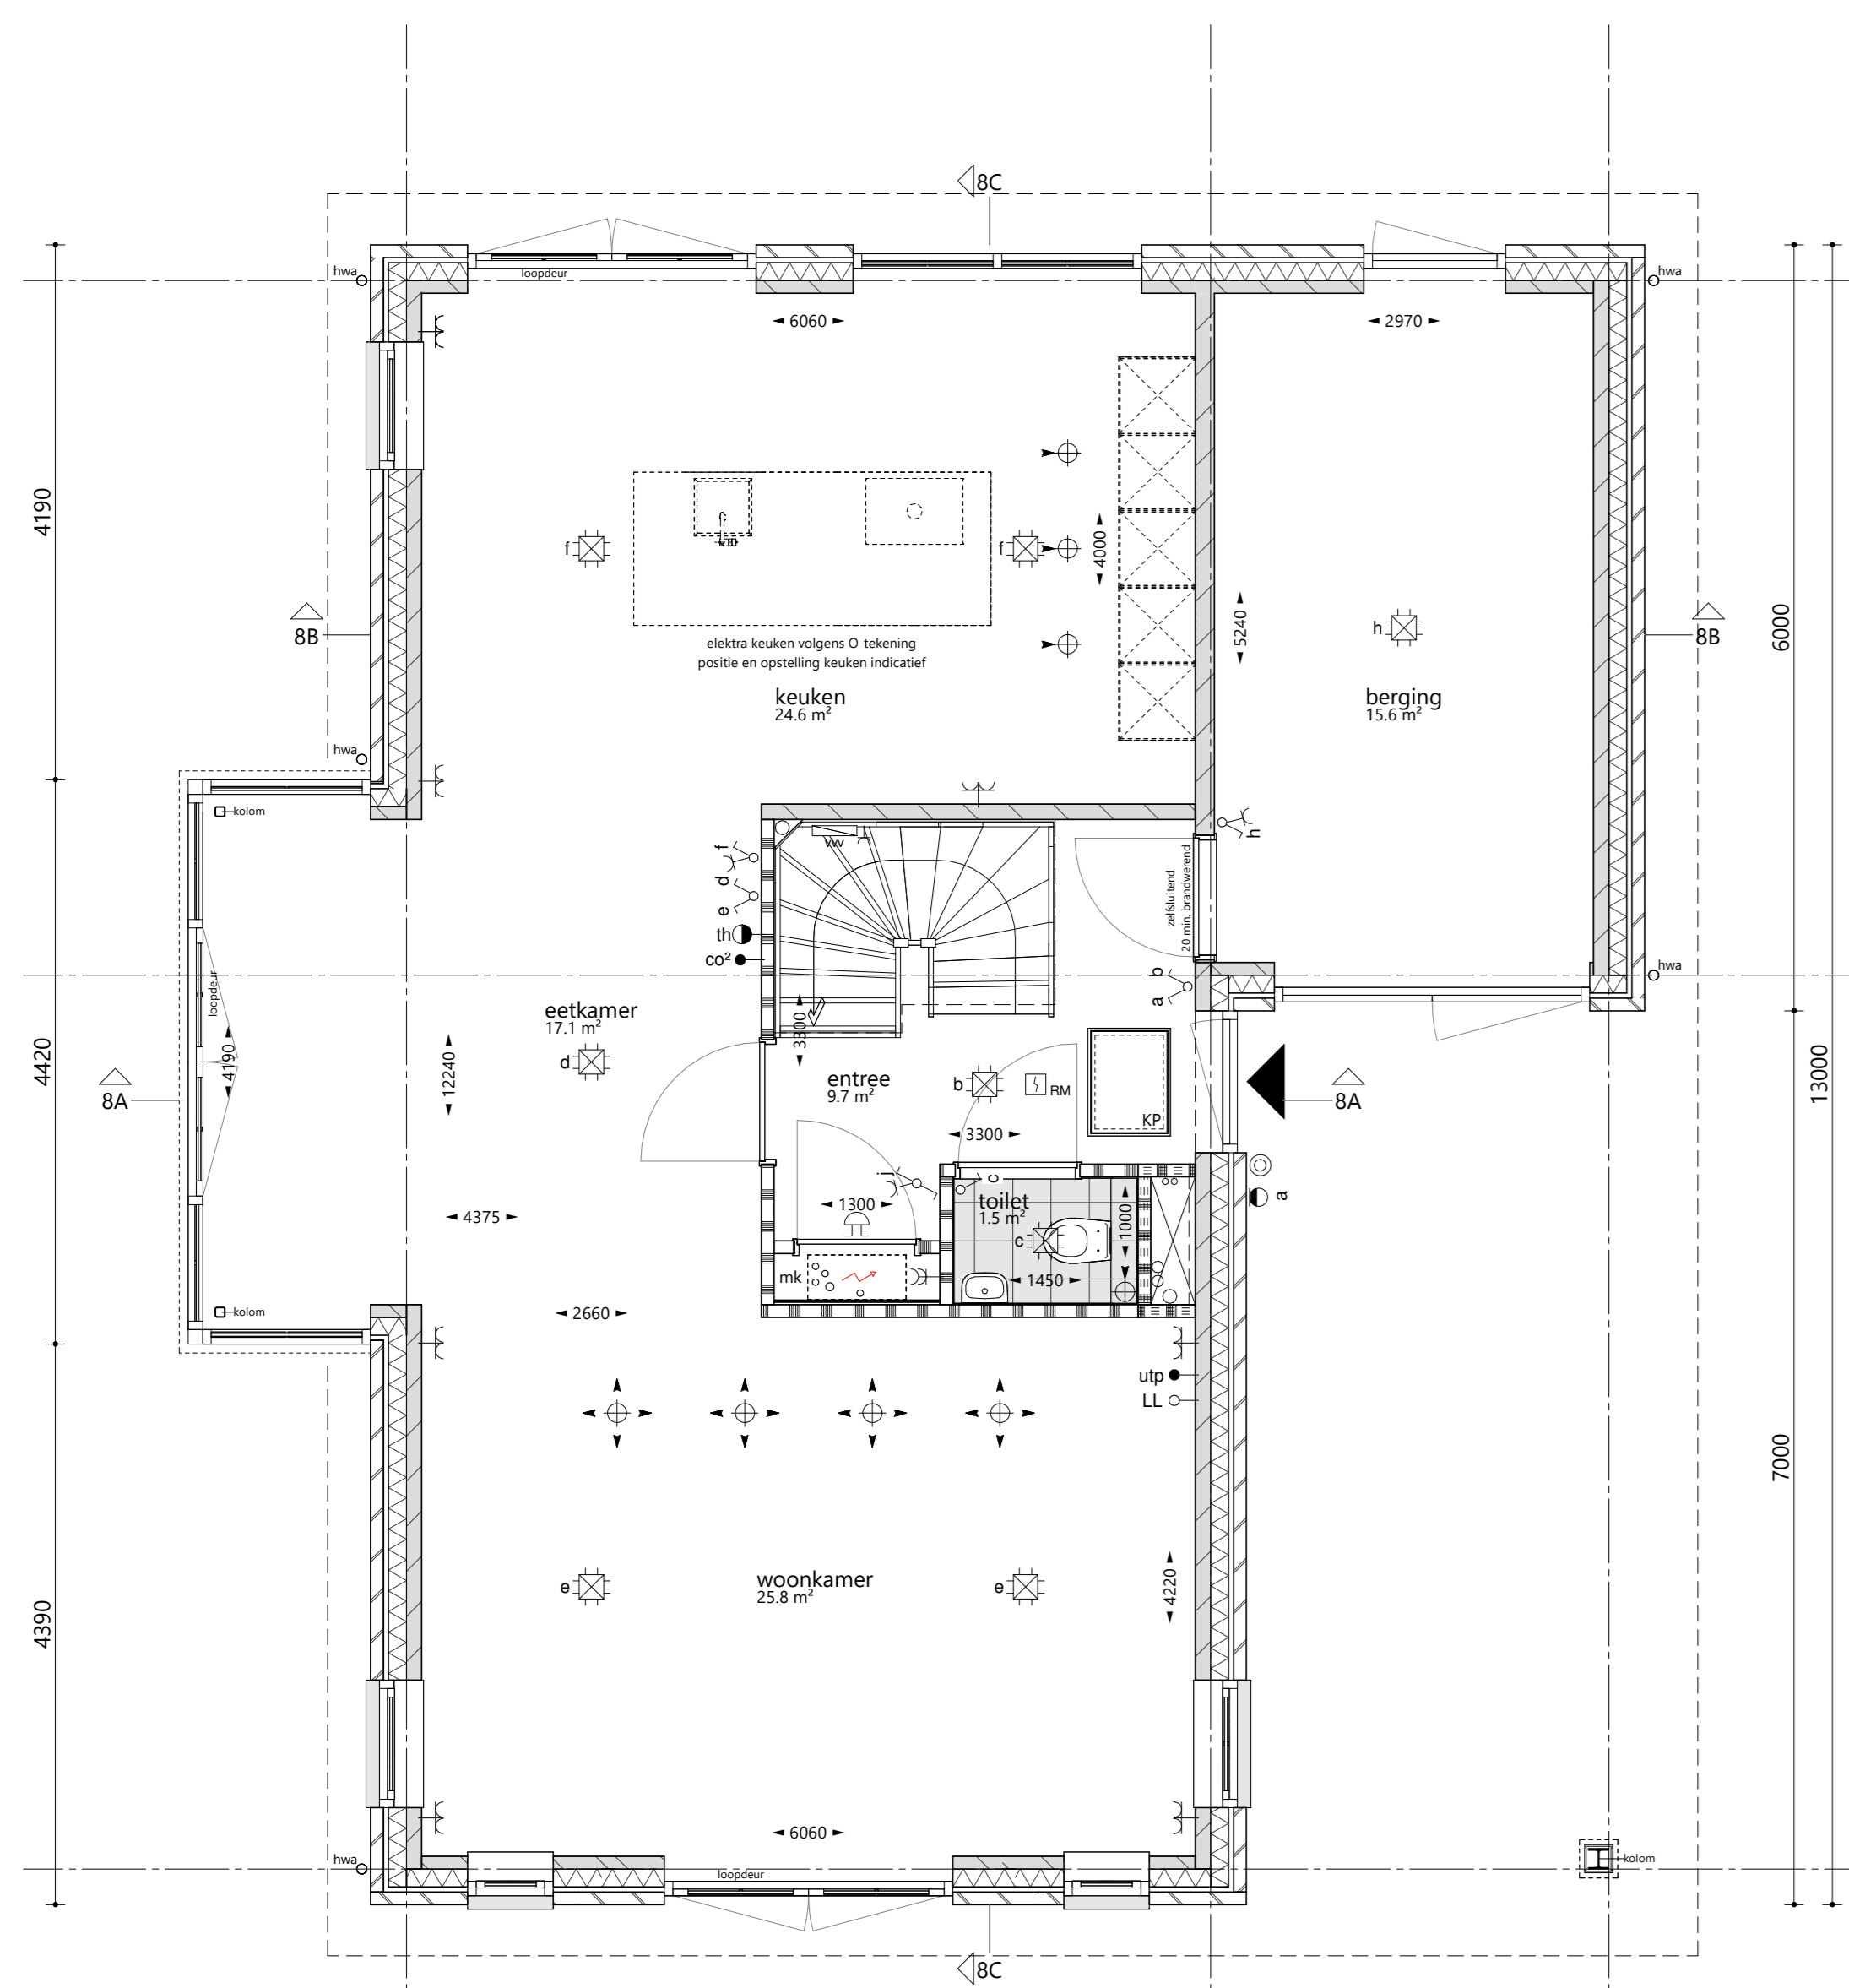 8C
hwa
loopdeur
hwa
6060
2970
4190
f
f
4000
6000
8B
8B
5240
h
elektra keuken volgens O-tekening
positie en opstelling keuken indicatief
keuken
24.6 m²
berging
15.6 m²
hwa
kolom
f
vvv
h
d
e
zelfsluitend
20 min. brandwerend
th
co²
hwa
loopdeur
a b
eetkamer
17.1 m²
3300
4420
4190
12240
d
entree
9.7 m²
b
RM
13000
8A
8A
KP
3300
j
c
toilet
1.5 m²
a
4375
1300
1000
c
mk
1450
kolom
2660
utp
LL
7000
e
woonkamer
25.8 m²
e
4220
4390
6060
hwa
loopdeur
kolom
8C